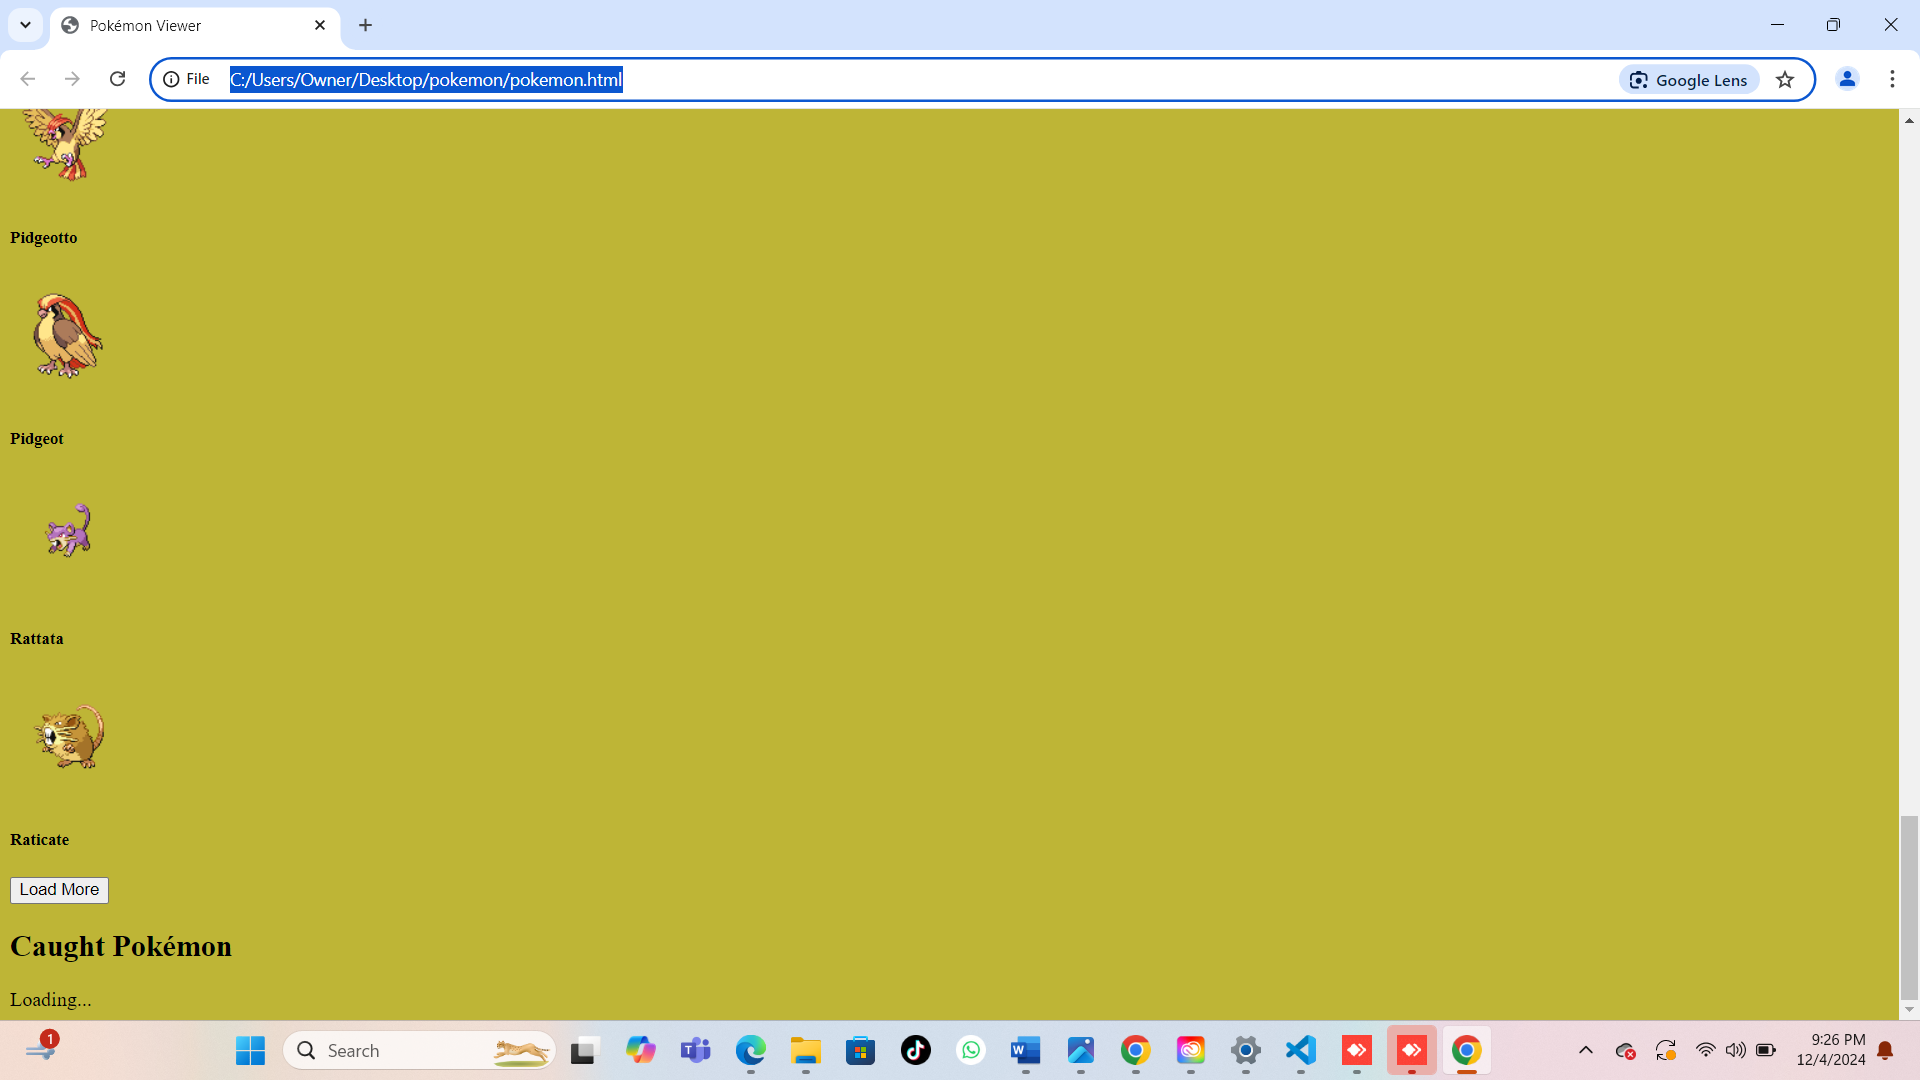 Pokémon Viewer
File
C:/Users/Owner/Desktop/pokemon/pokemon.html
Google Lens
Pidgeotto
Pidgeot
Rattata
Raticate
Load More
Caught Pokémon
Loading...
1
Search
T
W
9:26 PM
12/4/2024